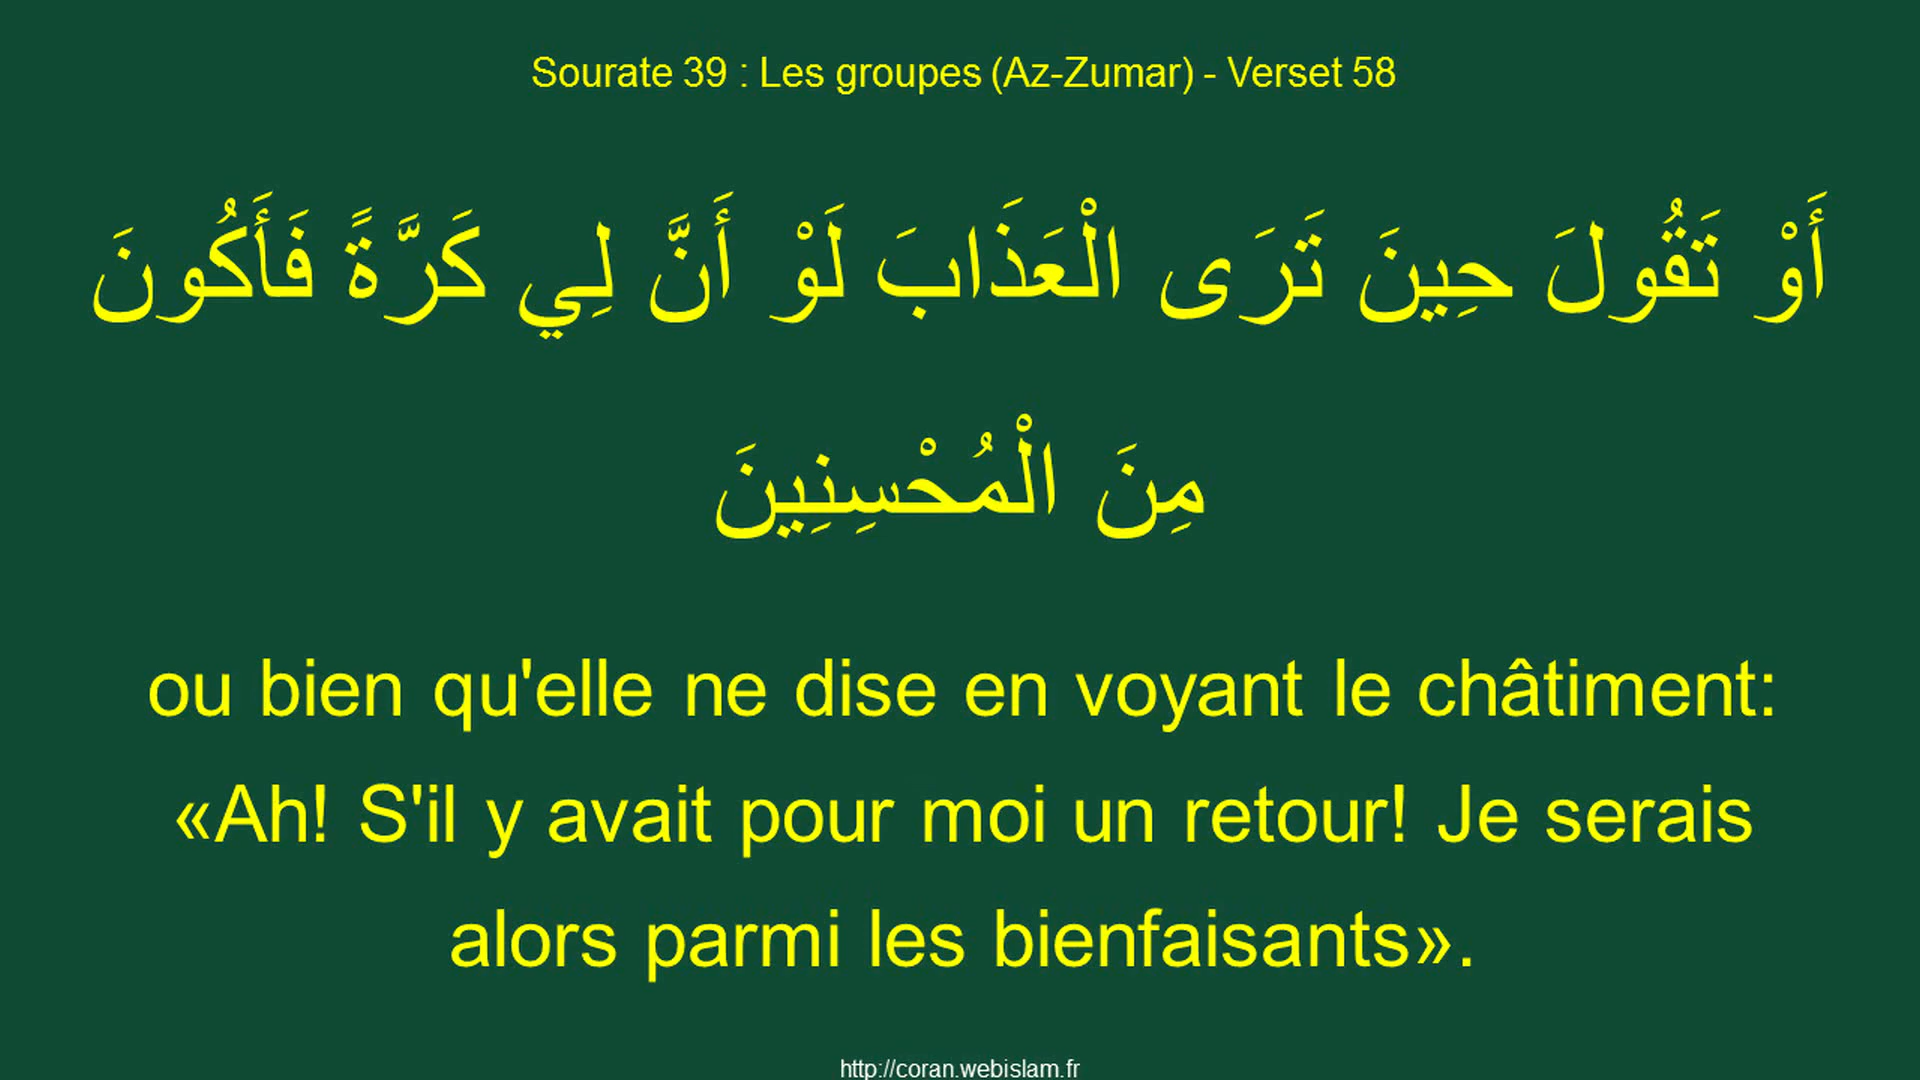 Sourate 39 : Les groupes (Az-Zumar) - Verset 58
أَوْ تَقُولَ حِينَ تَرَى الْعَذَابَ لَوْ أَنَّ لِي كَرَّةً فَأَكُونَ
مِنَ الْمُحْسِنِينَ
ou bien qu'elle ne dise en voyant le châtiment:
«Ah! S'il y avait pour moi un retour! Je serais
alors parmi les bienfaisants».
http://coran.webislam.fr